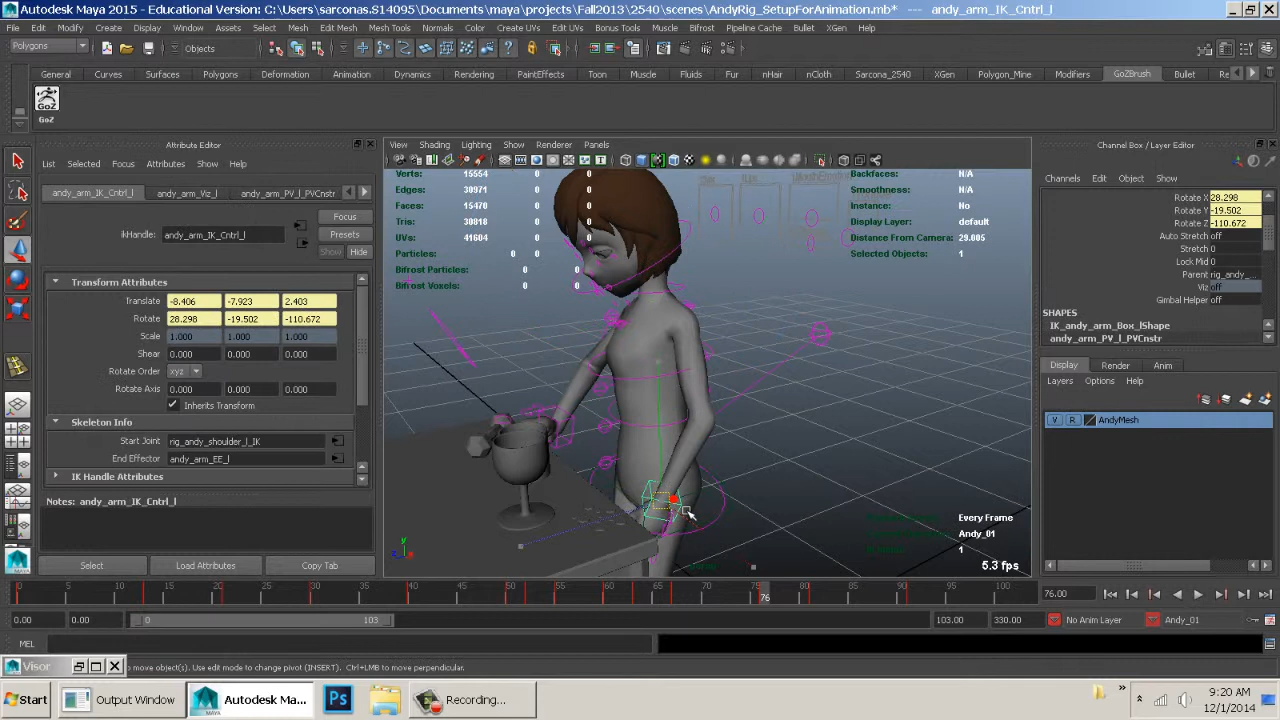 Autodesk Maya 2015 - Educational Version: C:\Users\sarconas.S14095\Documents\maya\projects\Fall2013\2540\scenes\AndyRig_SetupForAnimation.mb* --- andy_arm_IK_Cntrl_l
File Edit Modify Create Display Window Assets Select Mesh Edit Mesh Mesh Tools Normals Color Create UVs Edit UVs Bonus Tools Muscle Bifrost Pipeline Cache Bullet XGen Help
Polygons Objects
General Curves Surfaces Polygons Deformation Animation Dynamics Rendering PaintEffects Toon Muscle Fluids Fur nHair nCloth Sarcona_2540 XGen Polygon_Mine Modifiers GoZBrush Bullet Re
GoZ
GoZ
Attribute Editor
List Selected Focus Attributes Show Help
andy_arm_IK_Cntrl_l andy_arm_Viz_l andy_arm_PV_l_PVCnstr
Focus
ikHandle: andy_arm_IK_Cntrl_l Presets
Show Hide
Transform Attributes
Translate -8.406 -7.923 2.403
Rotate 28.298 -19.502 -110.672
Scale 1.000 1.000 1.000
Shear 0.000 0.000 0.000
Rotate Order xyz
Rotate Axis 0.000 0.000 0.000
Inherits Transform
Skeleton Info
Start Joint rig_andy_shoulder_l_IK
End Effector andy_arm_EE_l
IK Handle Attributes
Notes: andy_arm_IK_Cntrl_l
Select Load Attributes Copy Tab
View Shading Lighting Show Renderer Panels
Verts: 15554 0 0
Edges: 30971 0 0
Faces: 15470 0 0
Tris: 30818 0 0
UVs: 41604 0 0
Particles: 0 0
Bifrost Particles: 0 0
Bifrost Voxels: 0 0
Backfaces: N/A
Smoothness: N/A
Instance: No
Display Layer: default
Distance From Camera: 29.005
Selected Objects: 1
Every Frame
Andy_01
1
5.3 fps
Channel Box / Layer Editor
Channels Edit Object Show
Rotate X 28.298
Rotate Y -19.502
Rotate Z -110.672
Auto Stretch off
Stretch 0
Lock Mid 0
Parent rig_andy_...
Viz off
Gimbal Helper off
SHAPES
IK_andy_arm_Box_lShape
andy_arm_PV_l_PVCnstr
Display Render Anim
Layers Options Help
V R AndyMesh
0 5 10 15 20 25 30 35 40 45 50 55 60 65 70 75 76 80 85 90 95 100
76.00
0.00 0.00 0 103 103.00 330.00 No Anim Layer Andy_01
MEL
Visor to move object(s). Use edit mode to change pivot (INSERT). Ctrl+LMB to move perpendicular.
Start Output Window Autodesk Ma... Ps Recording...
9:20 AM
12/1/2014